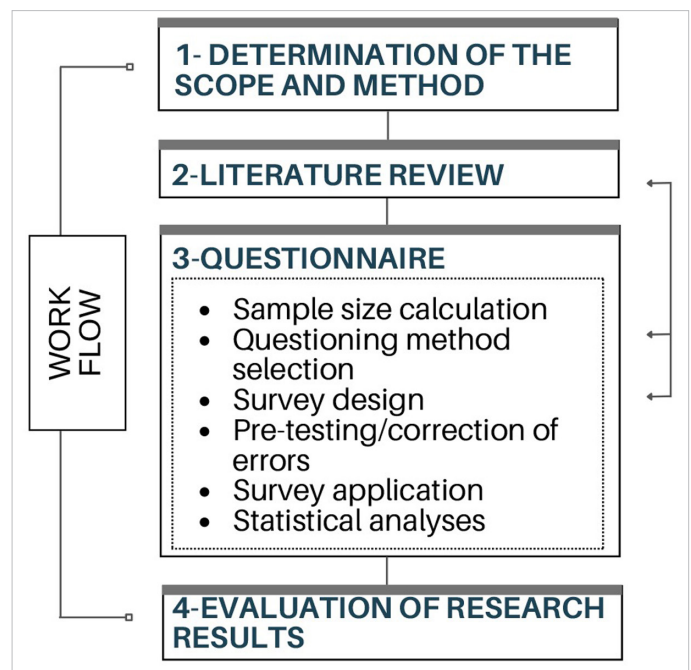 1- DETERMINATION OF THE
SCOPE AND METHOD
2-LITERATURE REVIEW
3-QUESTIONNAIRE
• Sample size calculation
• Questioning method
selection
• Survey design
• Pre-testing/correction of
errors
• Survey application
• Statistical analyses
4-EVALUATION OF RESEARCH
RESULTS
WORK
FLOW